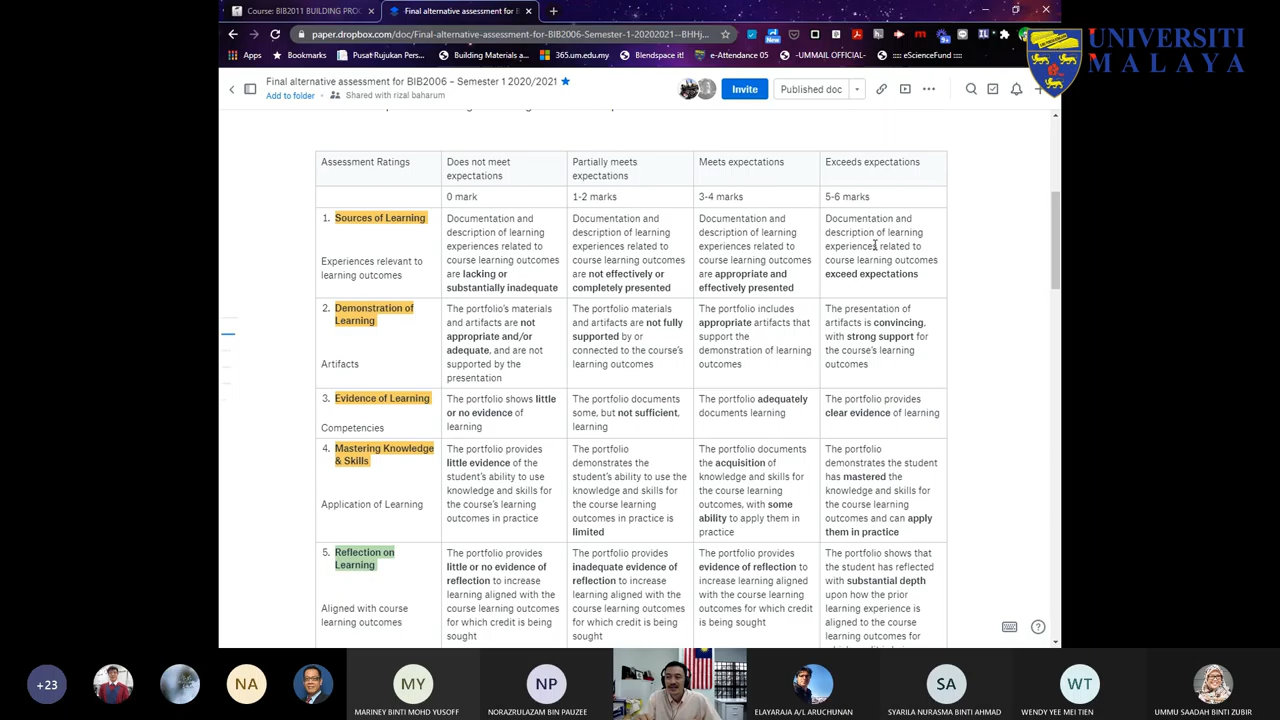 Course: BIB2011 BUILDING PROC
Final alternative assessment for B
paper.dropbox.com/doc/Final-alternative-assessment-for-BIB2006-Semester-1-20202021--BHHj...
Apps
Bookmarks
Pusat Rujukan Pera...
Building Materials a...
365.um.edu.my
Blendspace it!
e-Attendance 05
-UMMAIL OFFICIAL-
:::: eScienceFund ::::
UNIVERSITI
MALAYA
Final alternative assessment for BIB2006 – Semester 1 2020/2021
Add to folder
Shared with rizal baharum
Invite
Published doc
Assessment Ratings
Does not meet
expectations
Partially meets
expectations
Meets expectations
Exceeds expectations
0 mark
1-2 marks
3-4 marks
5-6 marks
1. Sources of Learning
Experiences relevant to
learning outcomes
Documentation and
description of learning
experiences related to
course learning outcomes
are lacking or
substantially inadequate
Documentation and
description of learning
experiences related to
course learning outcomes
are not effectively or
completely presented
Documentation and
description of learning
experiences related to
course learning outcomes
are appropriate and
effectively presented
Documentation and
description of learning
experiences related to
course learning outcomes
exceed expectations
2. Demonstration of
Learning
Artifacts
The portfolio's materials
and artifacts are not
appropriate and/or
adequate, and are not
supported by the
presentation
The portfolio materials
and artifacts are not fully
supported by or
connected to the course's
learning outcomes
The portfolio includes
appropriate artifacts that
support the
demonstration of learning
outcomes
The presentation of
artifacts is convincing,
with strong support for
the course's learning
outcomes
3. Evidence of Learning
Competencies
The portfolio shows little
or no evidence of
learning
The portfolio documents
some, but not sufficient,
learning
The portfolio adequately
documents learning
The portfolio provides
clear evidence of learning
4. Mastering Knowledge
& Skills
Application of Learning
The portfolio provides
little evidence of the
student's ability to use
knowledge and skills for
the course's learning
outcomes in practice
The portfolio
demonstrates the
student's ability to use the
knowledge and skills for
the course learning
outcomes in practice is
limited
The portfolio documents
the acquisition of
knowledge and skills for
the course learning
outcomes, with some
ability to apply them in
practice
The portfolio
demonstrates the student
has mastered the
knowledge and skills for
the course learning
outcomes and can apply
them in practice
5. Reflection on
Learning
Aligned with course
learning outcomes
The portfolio provides
little or no evidence of
reflection to increase
learning aligned with the
course learning outcomes
for which credit is being
sought
The portfolio provides
inadequate evidence of
reflection to increase
learning aligned with the
course learning outcomes
for which credit is being
sought
The portfolio provides
evidence of reflection to
increase learning aligned
with the course learning
outcomes for which credit
is being sought
The portfolio shows that
the student has reflected
with substantial depth
upon how the prior
learning experience is
aligned to the course
learning outcomes for
+23
NA
MY
NP
SA
WT
MARINEY BINTI MOHD YUSOFF
NORAZRULAZAM BIN PAUZEE
ELAYARAJA A/L ARUCHUNAN
SYARILA NURASMA BINTI AHMAD
WENDY YEE MEI TIEN
UMMU SAADAH BINTI ZUBIR